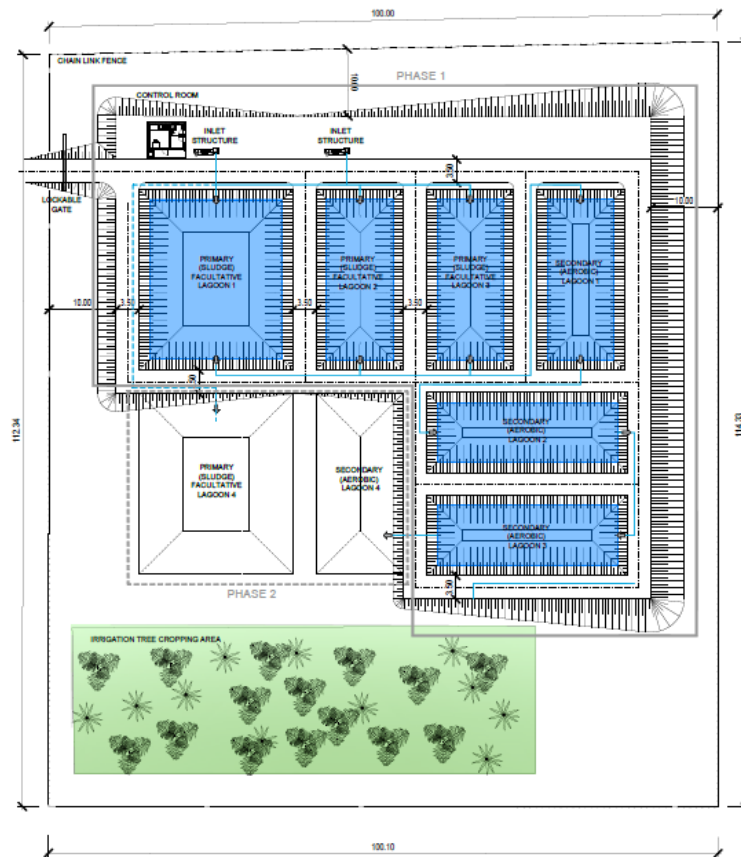 100.00
CHAIN LINK FENCE
PHASE 1
10.00
CONTROL ROOM
INLET
STRUCTURE
INLET
STRUCTURE
3.50
LOCKABLE
GATE
10.00
PRIMARY
(SLUDGE)
FACULTATIVE
LAGOON 1
PRIMARY
(SLUDGE)
FACULTATIVE
LAGOON 2
PRIMARY
(SLUDGE)
FACULTATIVE
LAGOON 3
SECONDARY
(AEROBIC)
LAGOON 1
10.00
3.50
3.50
3.50
SECONDARY
(AEROBIC)
LAGOON 2
112.34
114.33
PRIMARY
(SLUDGE)
FACULTATIVE
LAGOON 4
SECONDARY
(AEROBIC)
LAGOON 4
SECONDARY
(AEROBIC)
LAGOON 3
3.50
PHASE 2
IRRIGATION TREE CROPPING AREA
100.10